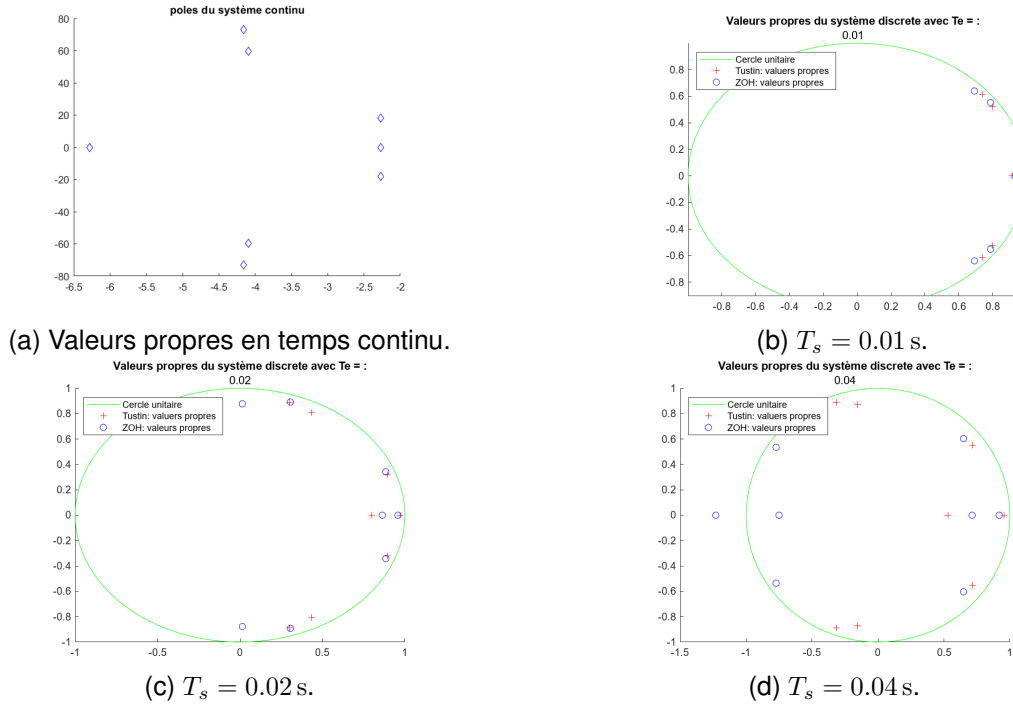 poles du système continu
80
60
40
20
0
-20
-40
-60
-80
-6.5 -6 -5.5 -5 -4.5 -4 -3.5 -3 -2.5 -2
(a) Valeurs propres en temps continu.
Valeurs propres du système discrete avec Te = :
0.01
Cercle unitaire
Tustin: valuers propres
ZOH: valeurs propres
0.8
0.6
0.4
0.2
0
-0.2
-0.4
-0.6
-0.8
-0.8 -0.6 -0.4 -0.2 0 0.2 0.4 0.6 0.8
(b) Ts = 0.01 s.
Valeurs propres du système discrete avec Te = :
0.02
Cercle unitaire
Tustin: valuers propres
ZOH: valeurs propres
1
0.8
0.6
0.4
0.2
0
-0.2
-0.4
-0.6
-0.8
-1
-1 -0.5 0 0.5 1
(c) Ts = 0.02 s.
Valeurs propres du système discrete avec Te = :
0.04
Cercle unitaire
Tustin: valuers propres
ZOH: valeurs propres
1
0.8
0.6
0.4
0.2
0
-0.2
-0.4
-0.6
-0.8
-1
-1.5 -1 -0.5 0 0.5 1
(d) Ts = 0.04 s.